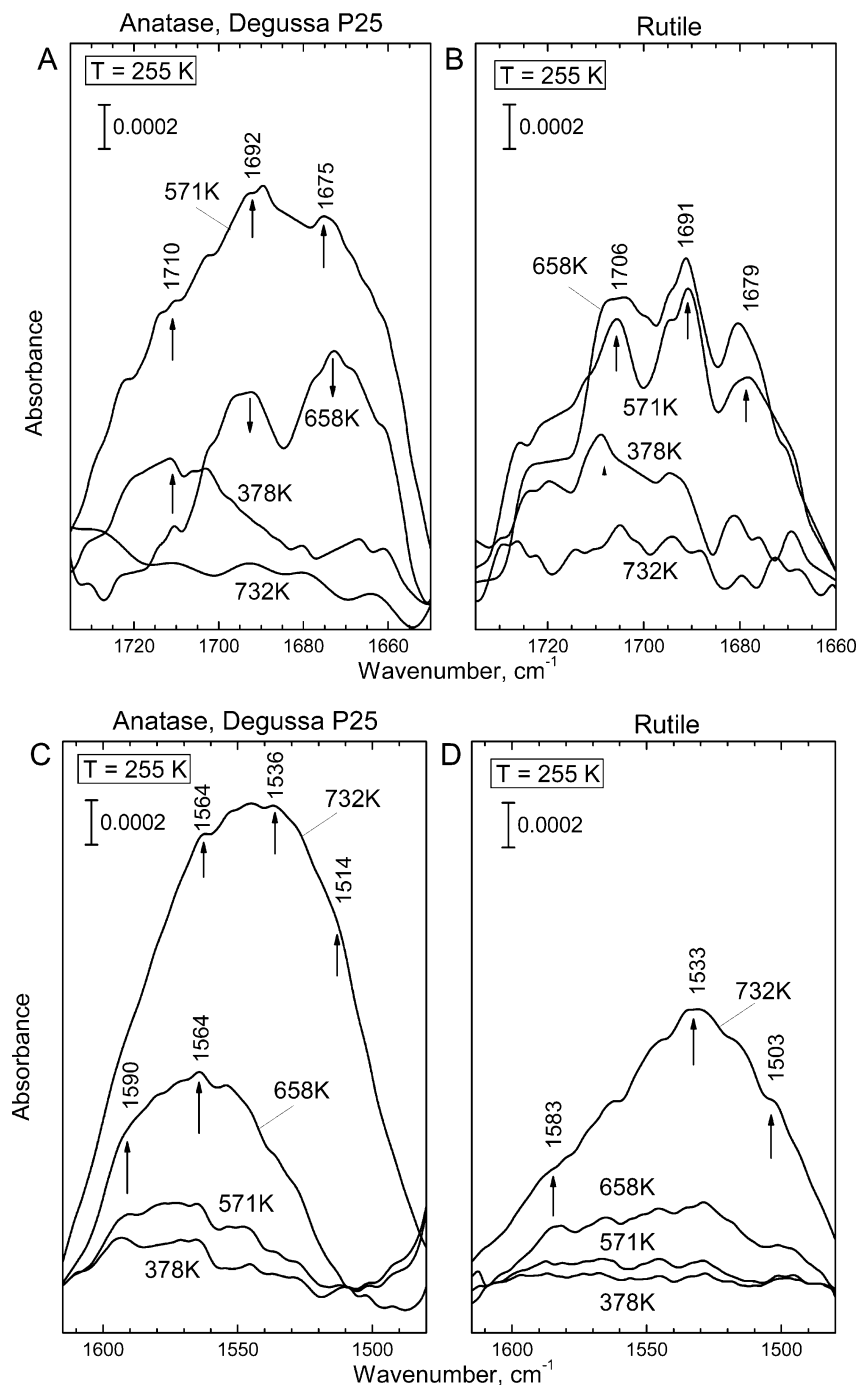 Anatase, Degussa P25
Rutile
A
T = 255 K
0.0002
1692
1675
571K
1710
658K
378K
732K
B
T = 255 K
0.0002
1691
1706
1679
658K
571K
378K
732K
Absorbance
1720 1700 1680 1660
1720 1700 1680 1660
Wavenumber, cm⁻¹
Anatase, Degussa P25
Rutile
C
T = 255 K
0.0002
1564
1536
732K
1514
1564
1590
658K
571K
378K
D
T = 255 K
0.0002
1533
732K
1503
1583
658K
571K
378K
Absorbance
1600 1550 1500
1600 1550 1500
Wavenumber, cm⁻¹